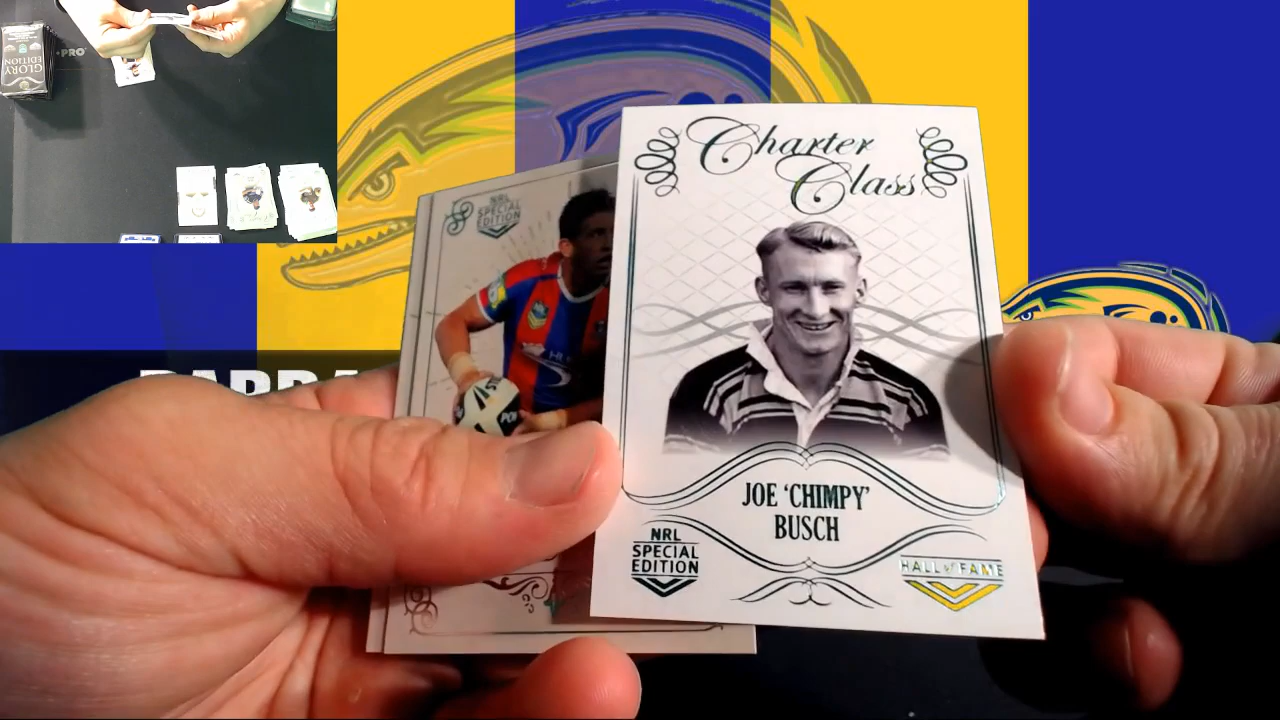 PRO
GLORY
EDITION
NRL
SPECIAL
EDITION
Charter
Class
JOE 'CHIMPY'
BUSCH
NRL
SPECIAL
EDITION
HALL of FAME